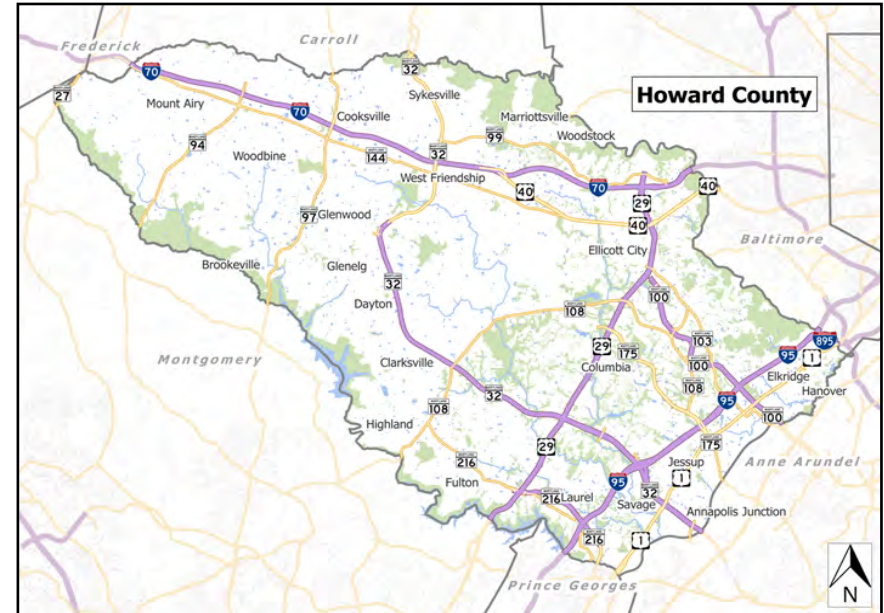 Howard County
Frederick
Carroll
Baltimore
Montgomery
Anne Arundel
Prince Georges
Mount Airy
Cooksville
Sykesville
Marriottsville
Woodstock
Woodbine
West Friendship
Glenwood
Ellicott City
Brookeville
Glenelg
Dayton
Clarksville
Columbia
Elkridge
Hanover
Highland
Fulton
Laurel
Jessup
Savage
Annapolis Junction
70
70
70
27
32
94
99
144
32
40
40
29
40
97
32
108
100
103
29
175
100
108
95
895
1
95
100
32
108
175
29
216
95
32
1
216
216
1
N